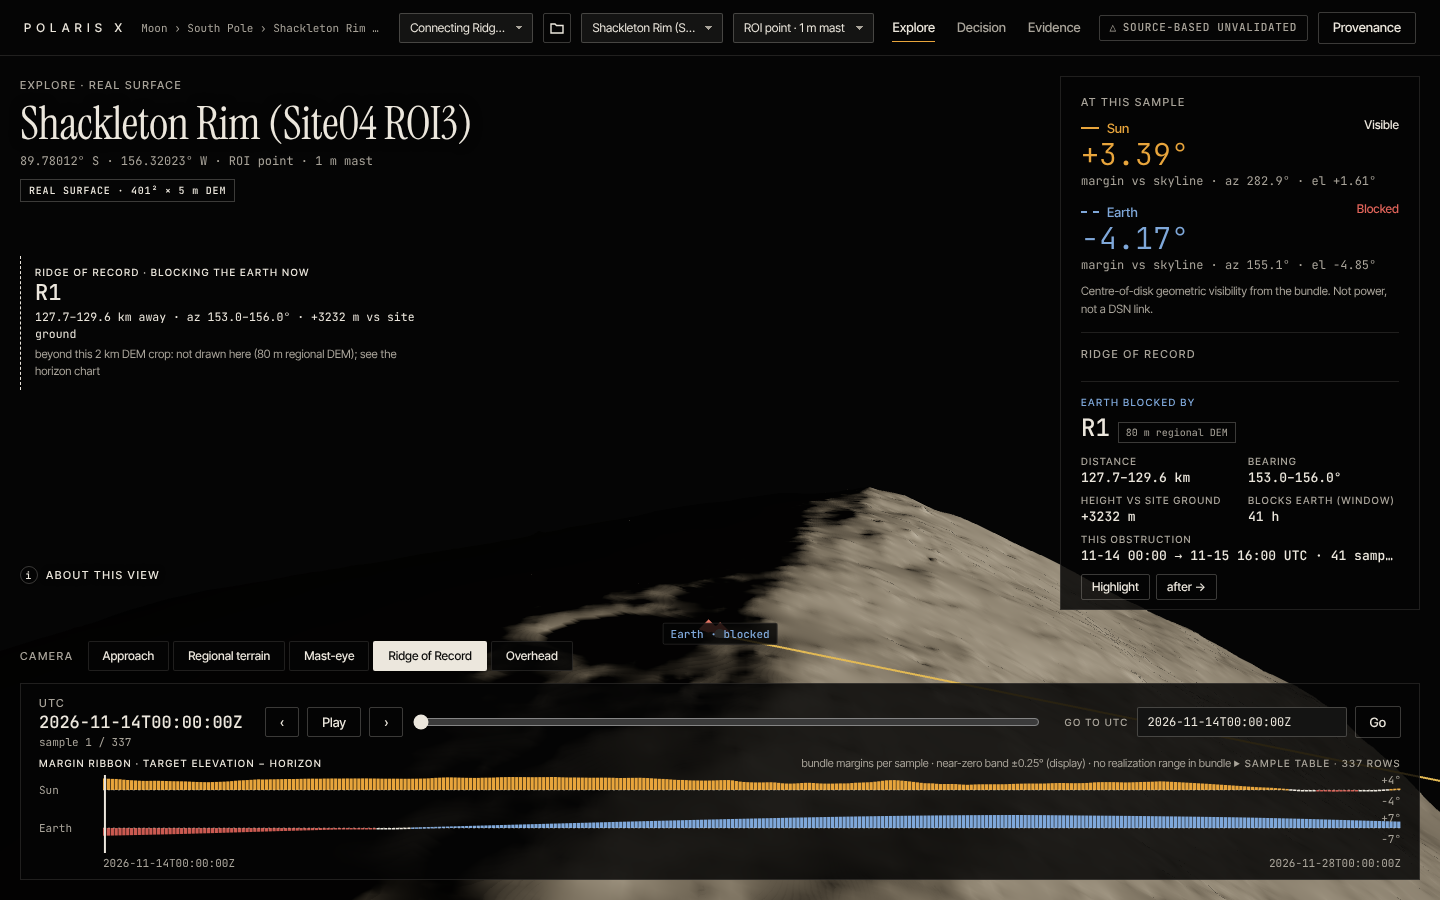 POLARIS X
Moon › South Pole › Shackleton Rim …
Connecting Ridg…
Shackleton Rim (S…
ROI point · 1 m mast
Explore
Decision
Evidence
△ SOURCE-BASED UNVALIDATED
Provenance
EXPLORE · REAL SURFACE
Shackleton Rim (Site04 ROI3)
89.78012° S · 156.32023° W · ROI point · 1 m mast
REAL SURFACE · 401² × 5 m DEM
RIDGE OF RECORD · BLOCKING THE EARTH NOW
R1
127.7–129.6 km away · az 153.0–156.0° · +3232 m vs site
ground
beyond this 2 km DEM crop: not drawn here (80 m regional DEM); see the
horizon chart
i ABOUT THIS VIEW
AT THIS SAMPLE
Sun
Visible
+3.39°
margin vs skyline · az 282.9° · el +1.61°
Earth
Blocked
-4.17°
margin vs skyline · az 155.1° · el -4.85°
Centre-of-disk geometric visibility from the bundle. Not power,
not a DSN link.
RIDGE OF RECORD
EARTH BLOCKED BY
R1 80 m regional DEM
DISTANCE
127.7–129.6 km
BEARING
153.0–156.0°
HEIGHT VS SITE GROUND
+3232 m
BLOCKS EARTH (WINDOW)
41 h
THIS OBSTRUCTION
11-14 00:00 → 11-15 16:00 UTC · 41 samp…
Highlight
after →
Earth · blocked
CAMERA
Approach
Regional terrain
Mast-eye
Ridge of Record
Overhead
UTC
2026-11-14T00:00:00Z
sample 1 / 337
‹
Play
›
GO TO UTC
2026-11-14T00:00:00Z
Go
MARGIN RIBBON · TARGET ELEVATION − HORIZON
bundle margins per sample · near-zero band ±0.25° (display) · no realization range in bundle
▶ SAMPLE TABLE · 337 ROWS
Sun
+4°
-4°
Earth
+7°
-7°
2026-11-14T00:00:00Z
2026-11-28T00:00:00Z